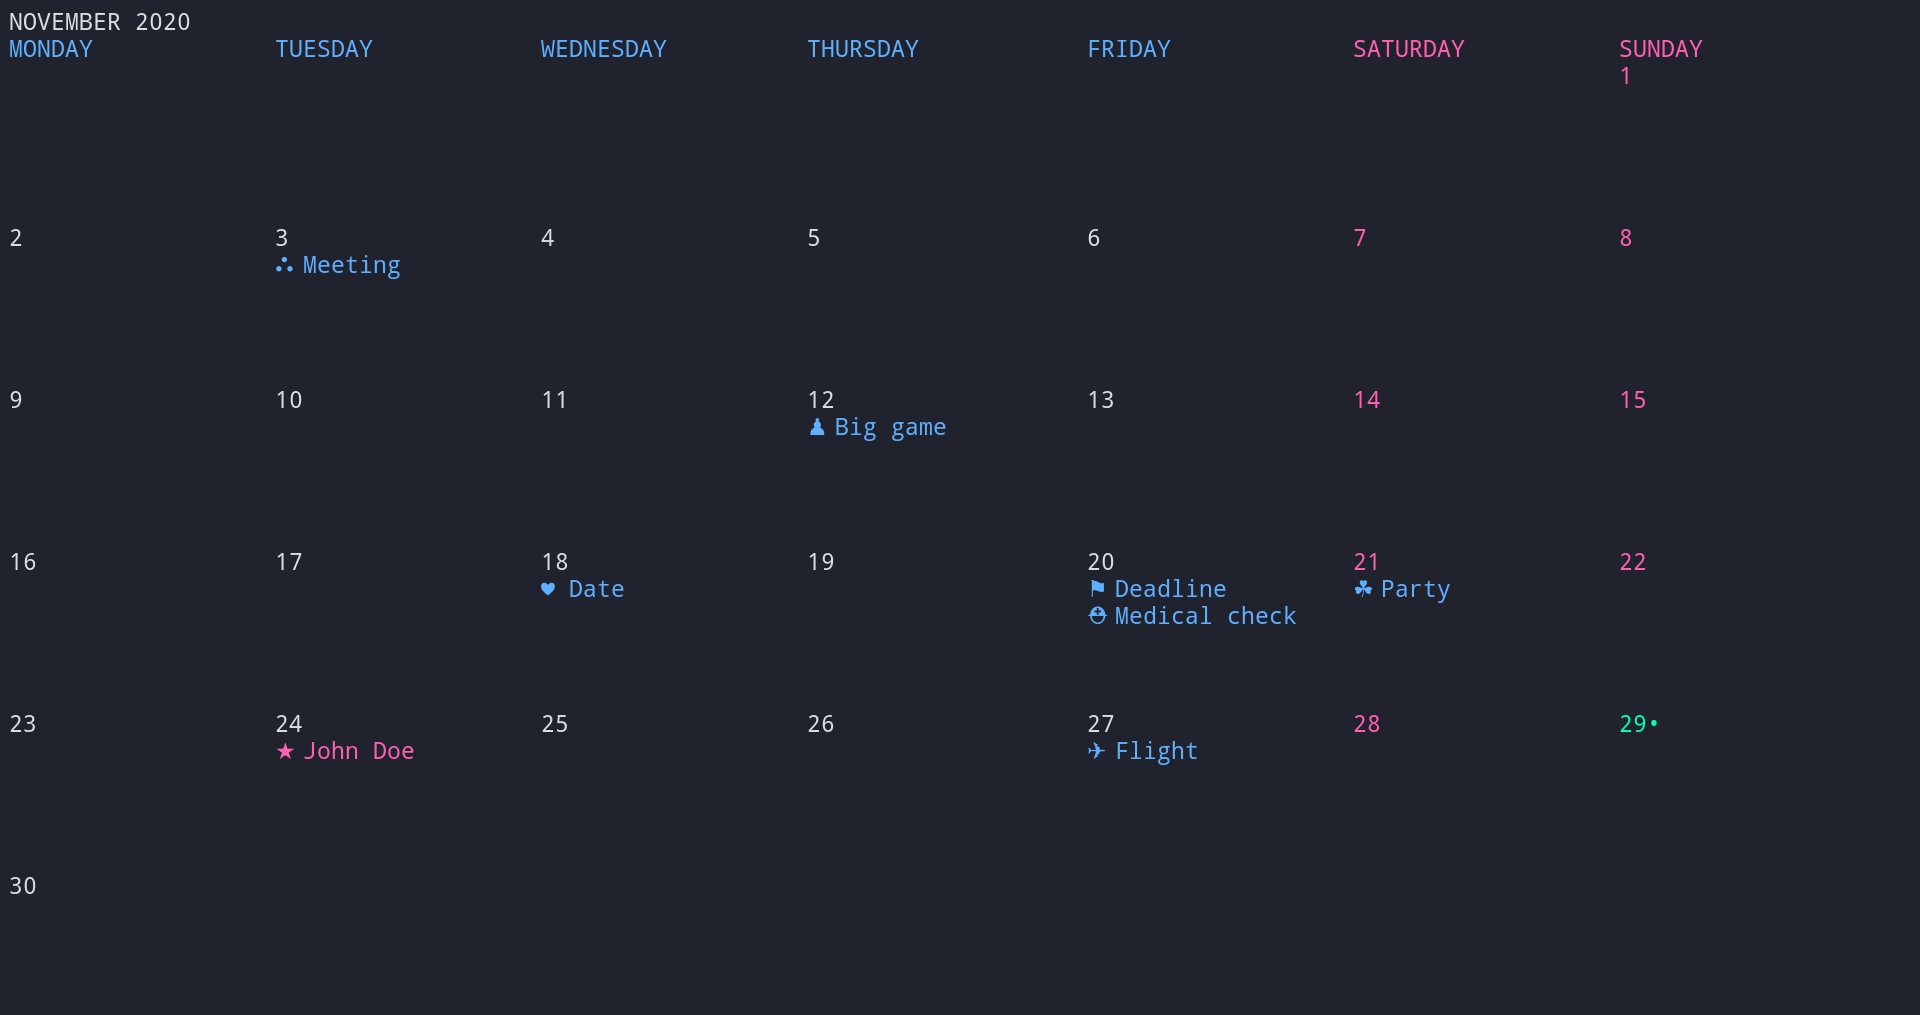 NOVEMBER 2020
MONDAY TUESDAY WEDNESDAY THURSDAY FRIDAY SATURDAY SUNDAY
1
2 3 4 5 6 7 8
⛬ Meeting
9 10 11 12 13 14 15
♟ Big game
16 17 18 19 20 21 22
♥ Date ⚑ Deadline ☘ Party
⛑ Medical check
23 24 25 26 27 28 29•
★ John Doe ✈ Flight
30